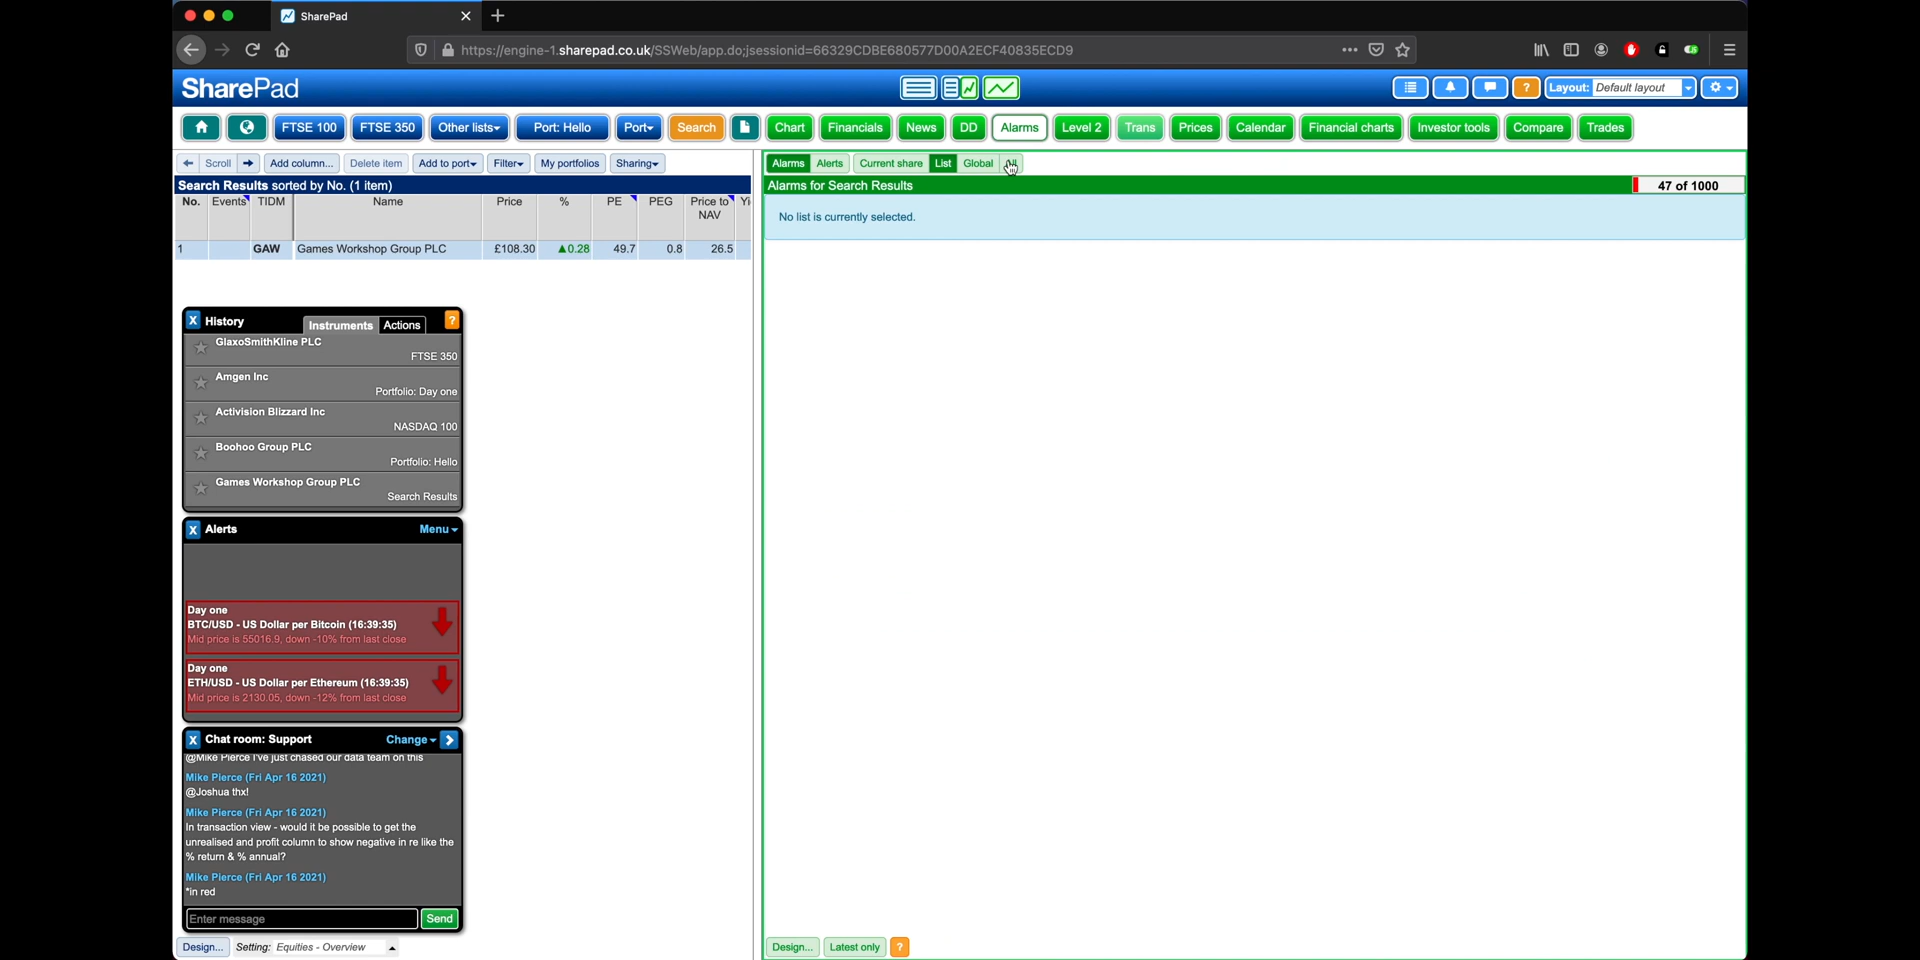 SharePad
https://engine-1.sharepad.co.uk/SSWeb/app.do;jsessionid=66329CDBE680577D00A2ECF40835ECD9
SharePad
Layout: Default layout
FTSE 100 FTSE 350 Other lists Port: Hello Port Search Chart Financials News DD Alarms Level 2 Trans Prices Calendar Financial charts Investor tools Compare Trades
Scroll Add column... Delete item Add to port Filter My portfolios Sharing
Alarms Alerts Current share List Global
Search Results sorted by No. (1 item)
Alarms for Search Results 47 of 1000
No. Events TIDM Name Price % PE PEG Price to NAV
1 GAW Games Workshop Group PLC £108.30 ▲0.28 49.7 0.8 26.5
No list is currently selected.
X History Instruments Actions ?
GlaxoSmithKline PLC
FTSE 350
Amgen Inc
Portfolio: Day one
Activision Blizzard Inc
NASDAQ 100
Boohoo Group PLC
Portfolio: Hello
Games Workshop Group PLC
Search Results
X Alerts Menu
Day one
BTC/USD - US Dollar per Bitcoin (16:39:35)
Mid price is 55016.9, down -10% from last close
Day one
ETH/USD - US Dollar per Ethereum (16:39:35)
Mid price is 2130.05, down -12% from last close
X Chat room: Support Change
@Mike Pierce I've just chased our data team on this
Mike Pierce (Fri Apr 16 2021)
@Joshua thx!
Mike Pierce (Fri Apr 16 2021)
In transaction view - would it be possible to get the
unrealised and profit column to show negative in re like the
% return & % annual?
Mike Pierce (Fri Apr 16 2021)
*in red
Enter message Send
Design... Setting: Equities - Overview
Design... Latest only ?